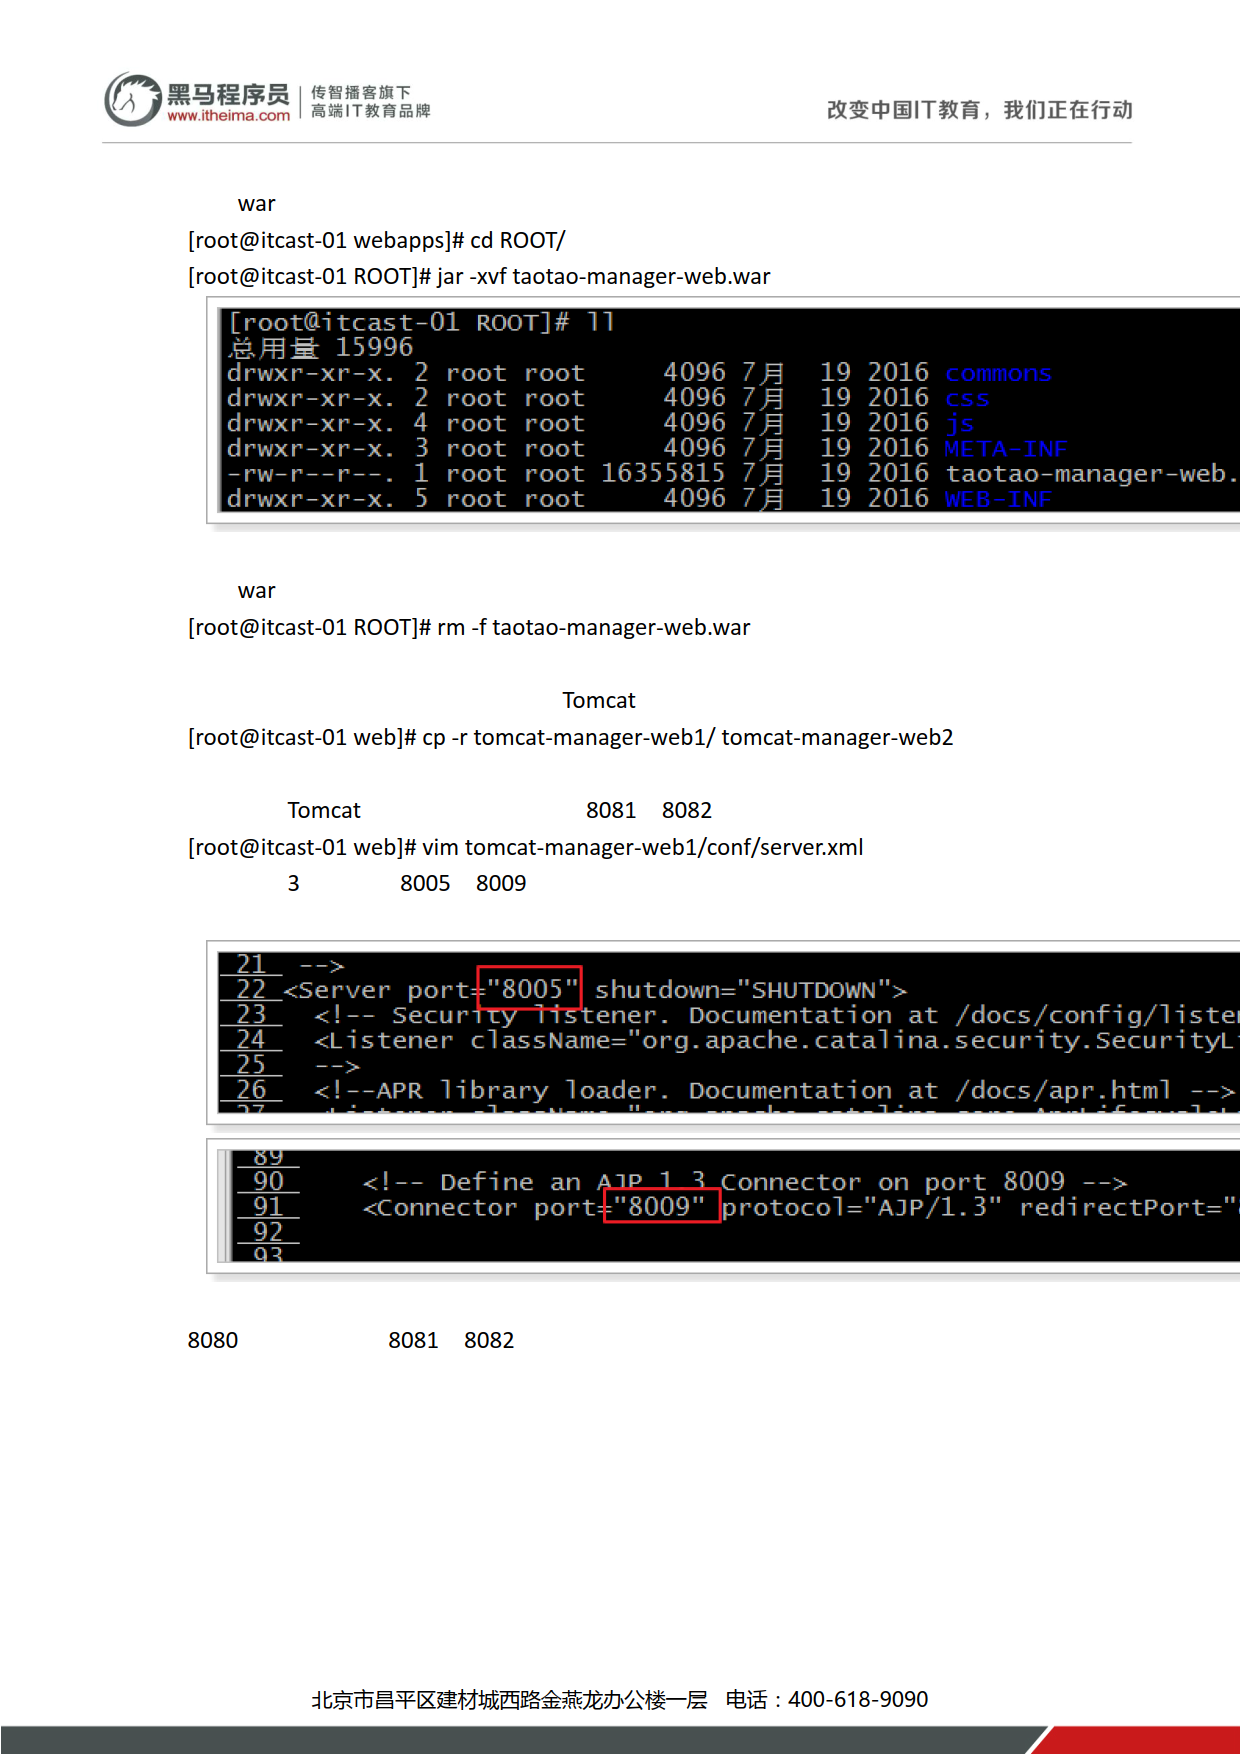 黑马程序员
www.itheima.com
传智播客旗下
高端IT教育品牌
改变中国IT教育，我们正在行动
war
[root@itcast-01 webapps]# cd ROOT/
[root@itcast-01 ROOT]# jar -xvf taotao-manager-web.war
[root@itcast-01 ROOT]# ll
总用量 15996
drwxr-xr-x. 2 root root 4096 7月 19 2016 commons
drwxr-xr-x. 2 root root 4096 7月 19 2016 css
drwxr-xr-x. 4 root root 4096 7月 19 2016 js
drwxr-xr-x. 3 root root 4096 7月 19 2016 META-INF
-rw-r--r--. 1 root root 16355815 7月 19 2016 taotao-manager-web.
drwxr-xr-x. 5 root root 4096 7月 19 2016 WEB-INF
war
[root@itcast-01 ROOT]# rm -f taotao-manager-web.war
Tomcat
[root@itcast-01 web]# cp -r tomcat-manager-web1/ tomcat-manager-web2
Tomcat 8081 8082
[root@itcast-01 web]# vim tomcat-manager-web1/conf/server.xml
3 8005 8009
21 -->
22 <Server port="8005" shutdown="SHUTDOWN">
23 <!-- Security listener. Documentation at /docs/config/listen
24 <Listener className="org.apache.catalina.security.SecurityLi
25 -->
26 <!--APR library loader. Documentation at /docs/apr.html -->
27
89
90 <!-- Define an AJP 1.3 Connector on port 8009 -->
91 <Connector port="8009" protocol="AJP/1.3" redirectPort="
92
93
8080 8081 8082
北京市昌平区建材城西路金燕龙办公楼一层 电话：400-618-9090